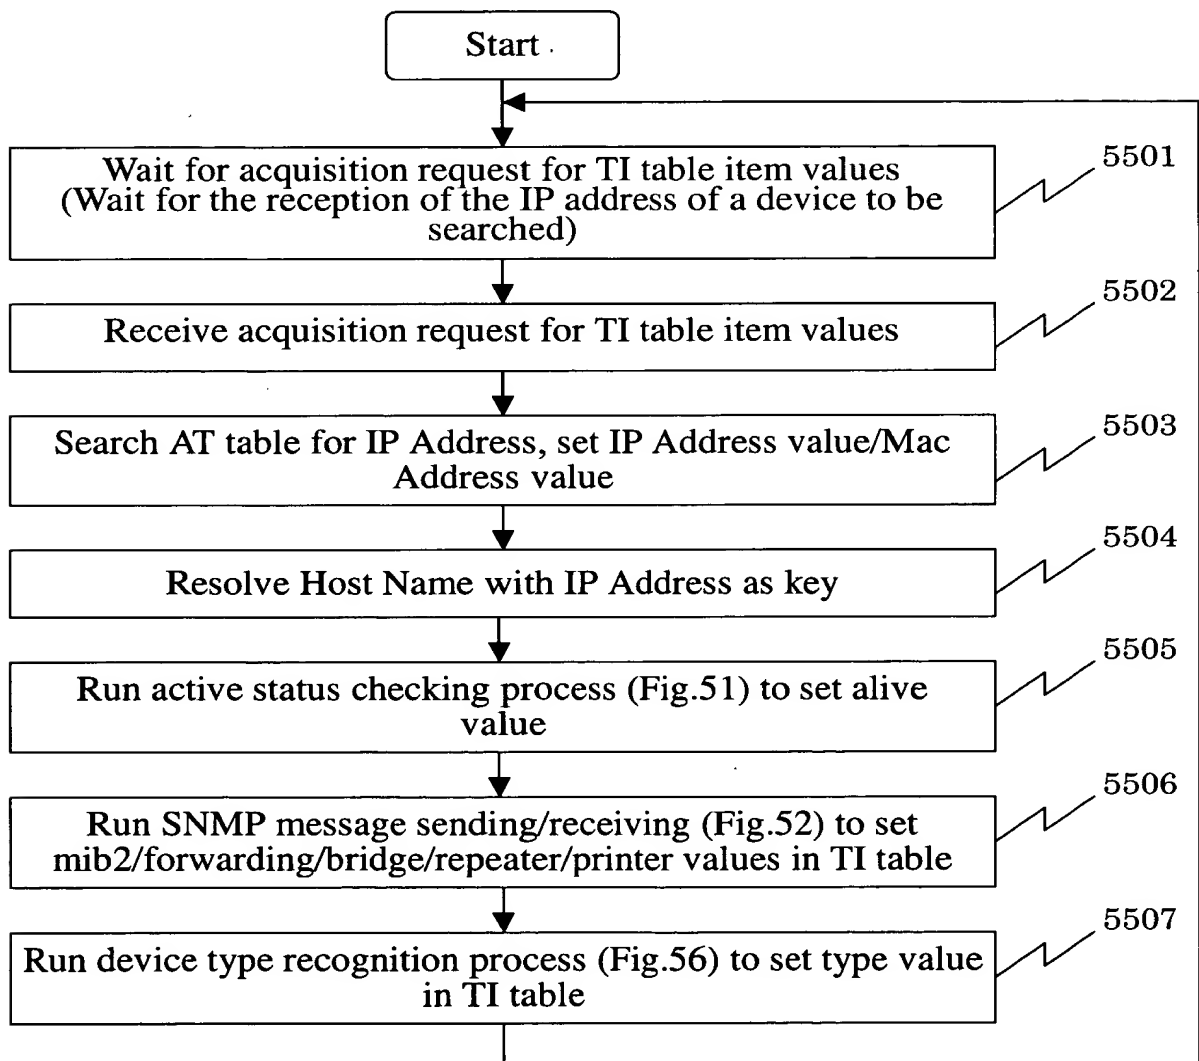 Start
Wait for acquisition request for TI table item values
(Wait for the reception of the IP address of a device to be
searched)
5501
Receive acquisition request for TI table item values
5502
Search AT table for IP Address, set IP Address value/Mac
Address value
5503
Resolve Host Name with IP Address as key
5504
Run active status checking process (Fig.51) to set alive
value
5505
Run SNMP message sending/receiving (Fig.52) to set
mib2/forwarding/bridge/repeater/printer values in TI table
5506
Run device type recognition process (Fig.56) to set type value
in TI table
5507